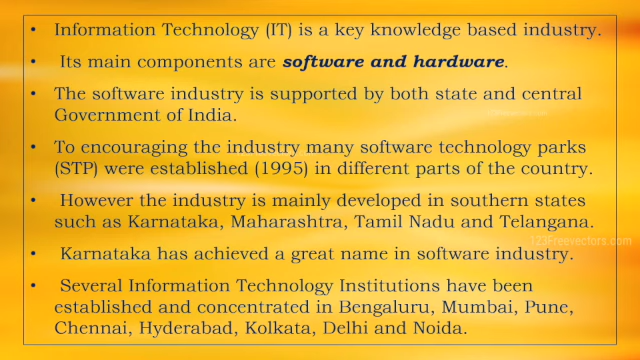 • Information Technology (IT) is a key knowledge based industry.
• Its main components are software and hardware.
• The software industry is supported by both state and central
Government of India.
• To encouraging the industry many software technology parks
(STP) were established (1995) in different parts of the country.
• However the industry is mainly developed in southern states
such as Karnataka, Maharashtra, Tamil Nadu and Telangana.
123Freevectors.com
• Karnataka has achieved a great name in software industry.
• Several Information Technology Institutions have been
established and concentrated in Bengaluru, Mumbai, Pune,
Chennai, Hyderabad, Kolkata, Delhi and Noida.